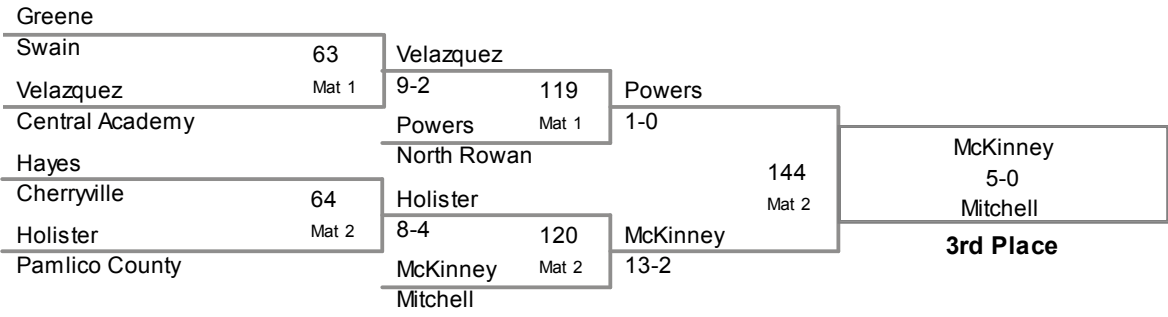 Greene
Swain
63
Mat 1
Velazquez
Central Academy
Hayes
Cherryville
64
Mat 2
Holister
Pamlico County
Velazquez
9-2
119
Mat 1
Powers
North Rowan
Holister
8-4
120
Mat 2
McKinney
Mitchell
Powers
1-0
144
Mat 2
McKinney
13-2
McKinney
5-0
Mitchell
3rd Place